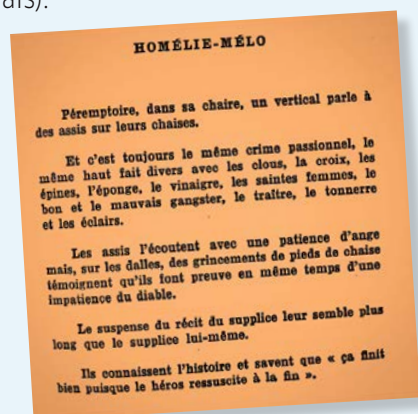 HOMÉLIE-MÉLO
Péremptoire, dans sa chaire, un vertical parle à
des assis sur leurs chaises.
Et c'est toujours le même crime passionnel, le
même haut fait divers avec les clous, la croix, les
épines, l'éponge, le vinaigre, les saintes femmes, le
bon et le mauvais gangster, le traître, le tonnerre
et les éclairs.
Les assis l'écoutent avec une patience d'ange
mais, sur les dalles, des grincements de pieds de chaise
témoignent qu'ils font preuve en même temps d'une
impatience du diable.
Le suspense du récit du supplice leur semble plus
long que le supplice lui-même.
Ils connaissent l'histoire et savent que « ça finit
bien puisque le héros ressuscite à la fin ».